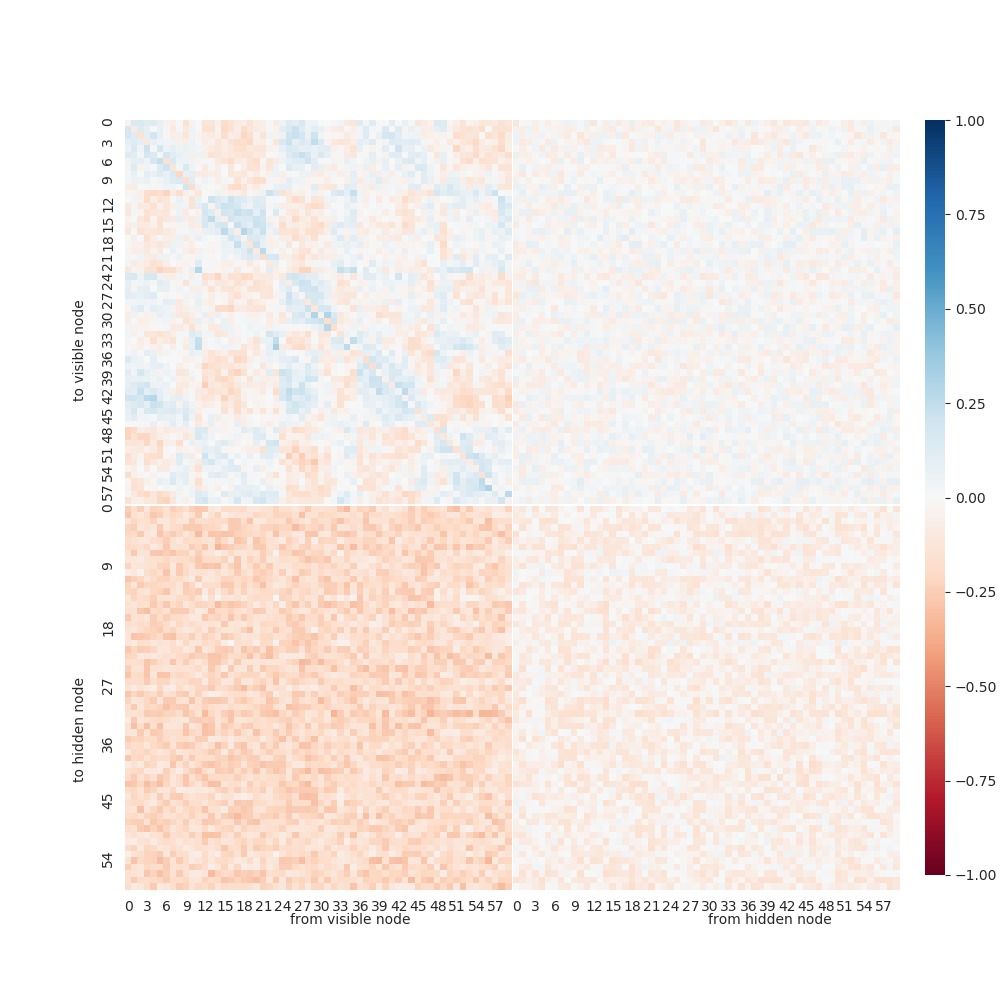 to visible node
0 3 6 9 12 15 18 21 24 27 30 33 36 39 42 45 48 51 54 57
to hidden node
0 9 18 27 36 45 54
0 3 6 9 12 15 18 21 24 27 30 33 36 39 42 45 48 51 54 57
from visible node
0 3 6 9 12 15 18 21 24 27 30 33 36 39 42 45 48 51 54 57
from hidden node
1.00
0.75
0.50
0.25
0.00
−0.25
−0.50
−0.75
−1.00